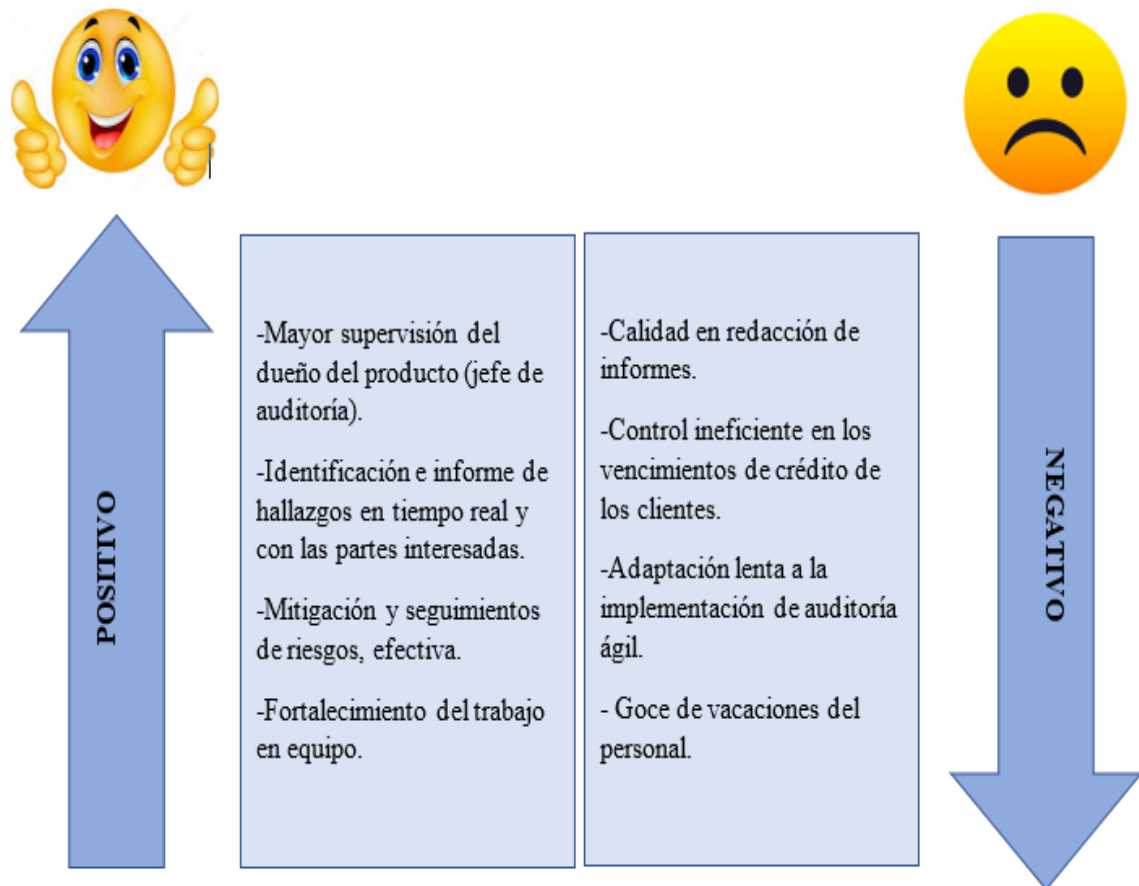 POSITIVO
-Mayor supervisión del
dueño del producto (jefe de
auditoría).
-Identificación e informe de
hallazgos en tiempo real y
con las partes interesadas.
-Mitigación y seguimientos
de riesgos, efectiva.
-Fortalecimiento del trabajo
en equipo.
-Calidad en redacción de
informes.
-Control ineficiente en los
vencimientos de crédito de
los clientes.
-Adaptación lenta a la
implementación de auditoría
ágil.
- Goce de vacaciones del
personal.
NEGATIVO